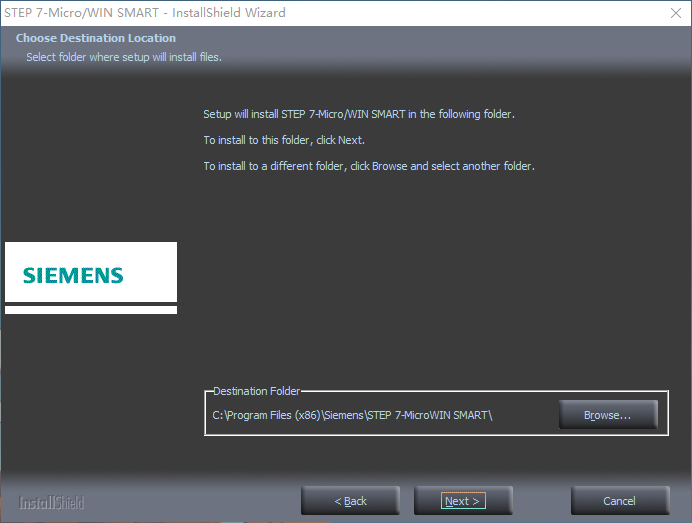 STEP 7-Micro/WIN SMART - InstallShield Wizard
Choose Destination Location
Select folder where setup will install files.
Setup will install STEP 7-Micro/WIN SMART in the following folder.
To install to this folder, click Next.
To install to a different folder, click Browse and select another folder.
SIEMENS
Destination Folder
C:\Program Files (x86)\Siemens\STEP 7-MicroWIN SMART\
Browse...
InstallShield
< Back
Next >
Cancel